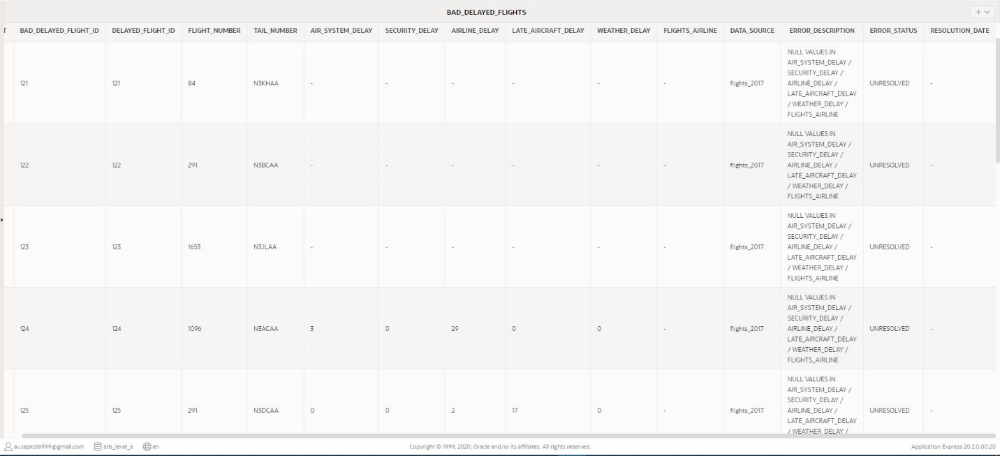 BAD_DELAYED_FLIGHTS
T BAD_DELAYED_FLIGHT_ID DELAYED_FLIGHT_ID FLIGHT_NUMBER TAIL_NUMBER AIR_SYSTEM_DELAY SECURITY_DELAY AIRLINE_DELAY LATE_AIRCRAFT_DELAY WEATHER_DELAY FLIGHTS_AIRLINE DATA_SOURCE ERROR_DESCRIPTION ERROR_STATUS RESOLUTION_DATE
NULL VALUES IN
AIR_SYSTEM_DELAY /
SECURITY_DELAY /
121 121 84 N3KHAA - - - - - - flights_2017 AIRLINE_DELAY / UNRESOLVED -
LATE_AIRCRAFT_DELAY
/ WEATHER_DELAY /
FLIGHTS_AIRLINE
NULL VALUES IN
AIR_SYSTEM_DELAY /
SECURITY_DELAY /
122 122 291 N3BCAA - - - - - - flights_2017 AIRLINE_DELAY / UNRESOLVED -
LATE_AIRCRAFT_DELAY
/ WEATHER_DELAY /
FLIGHTS_AIRLINE
NULL VALUES IN
AIR_SYSTEM_DELAY /
SECURITY_DELAY /
123 123 1653 N3JLAA - - - - - - flights_2017 AIRLINE_DELAY / UNRESOLVED -
LATE_AIRCRAFT_DELAY
/ WEATHER_DELAY /
FLIGHTS_AIRLINE
NULL VALUES IN
AIR_SYSTEM_DELAY /
SECURITY_DELAY /
124 124 1096 N3ACAA 3 0 29 0 0 - flights_2017 AIRLINE_DELAY / UNRESOLVED -
LATE_AIRCRAFT_DELAY
/ WEATHER_DELAY /
FLIGHTS_AIRLINE
NULL VALUES IN
AIR_SYSTEM_DELAY /
SECURITY_DELAY /
125 125 291 N3DCAA 0 0 2 17 0 - flights_2017 AIRLINE_DELAY / UNRESOLVED -
LATE_AIRCRAFT_DELAY
/ WEATHER_DELAY /
av.sapkota999@gmail.com ads_level_6 en Copyright © 1999, 2020, Oracle and/or its affiliates. All rights reserved. Application Express 20.2.0.00.20